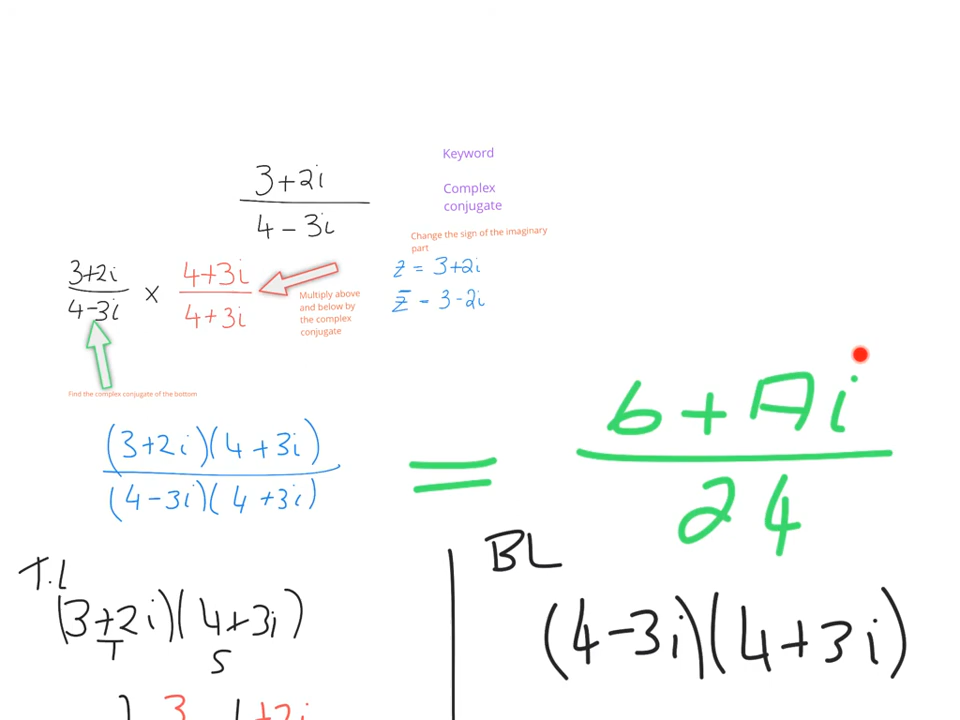 Keyword
3+2i
4-3i
Complex
conjugate
Change the sign of the imaginary
part
z = 3+2i
z̄ = 3-2i
3+2i
4-3i
×
4+3i
4+3i
Multiply above
and below by
the complex
conjugate
Find the complex conjugate of the bottom
(3+2i)(4+3i)
(4-3i)(4+3i)
=
6+17i
24
T.L
(3+2i)(4+3i)
T S
BL
(4-3i)(4+3i)